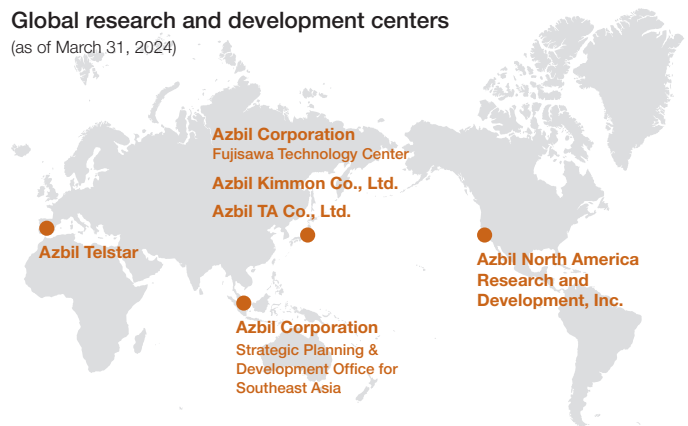 Global research and development centers
(as of March 31, 2024)
Azbil Corporation
Fujisawa Technology Center
Azbil Kimmon Co., Ltd.
Azbil TA Co., Ltd.
Azbil Telstar
Azbil North America
Research and
Development, Inc.
Azbil Corporation
Strategic Planning &
Development Office for
Southeast Asia